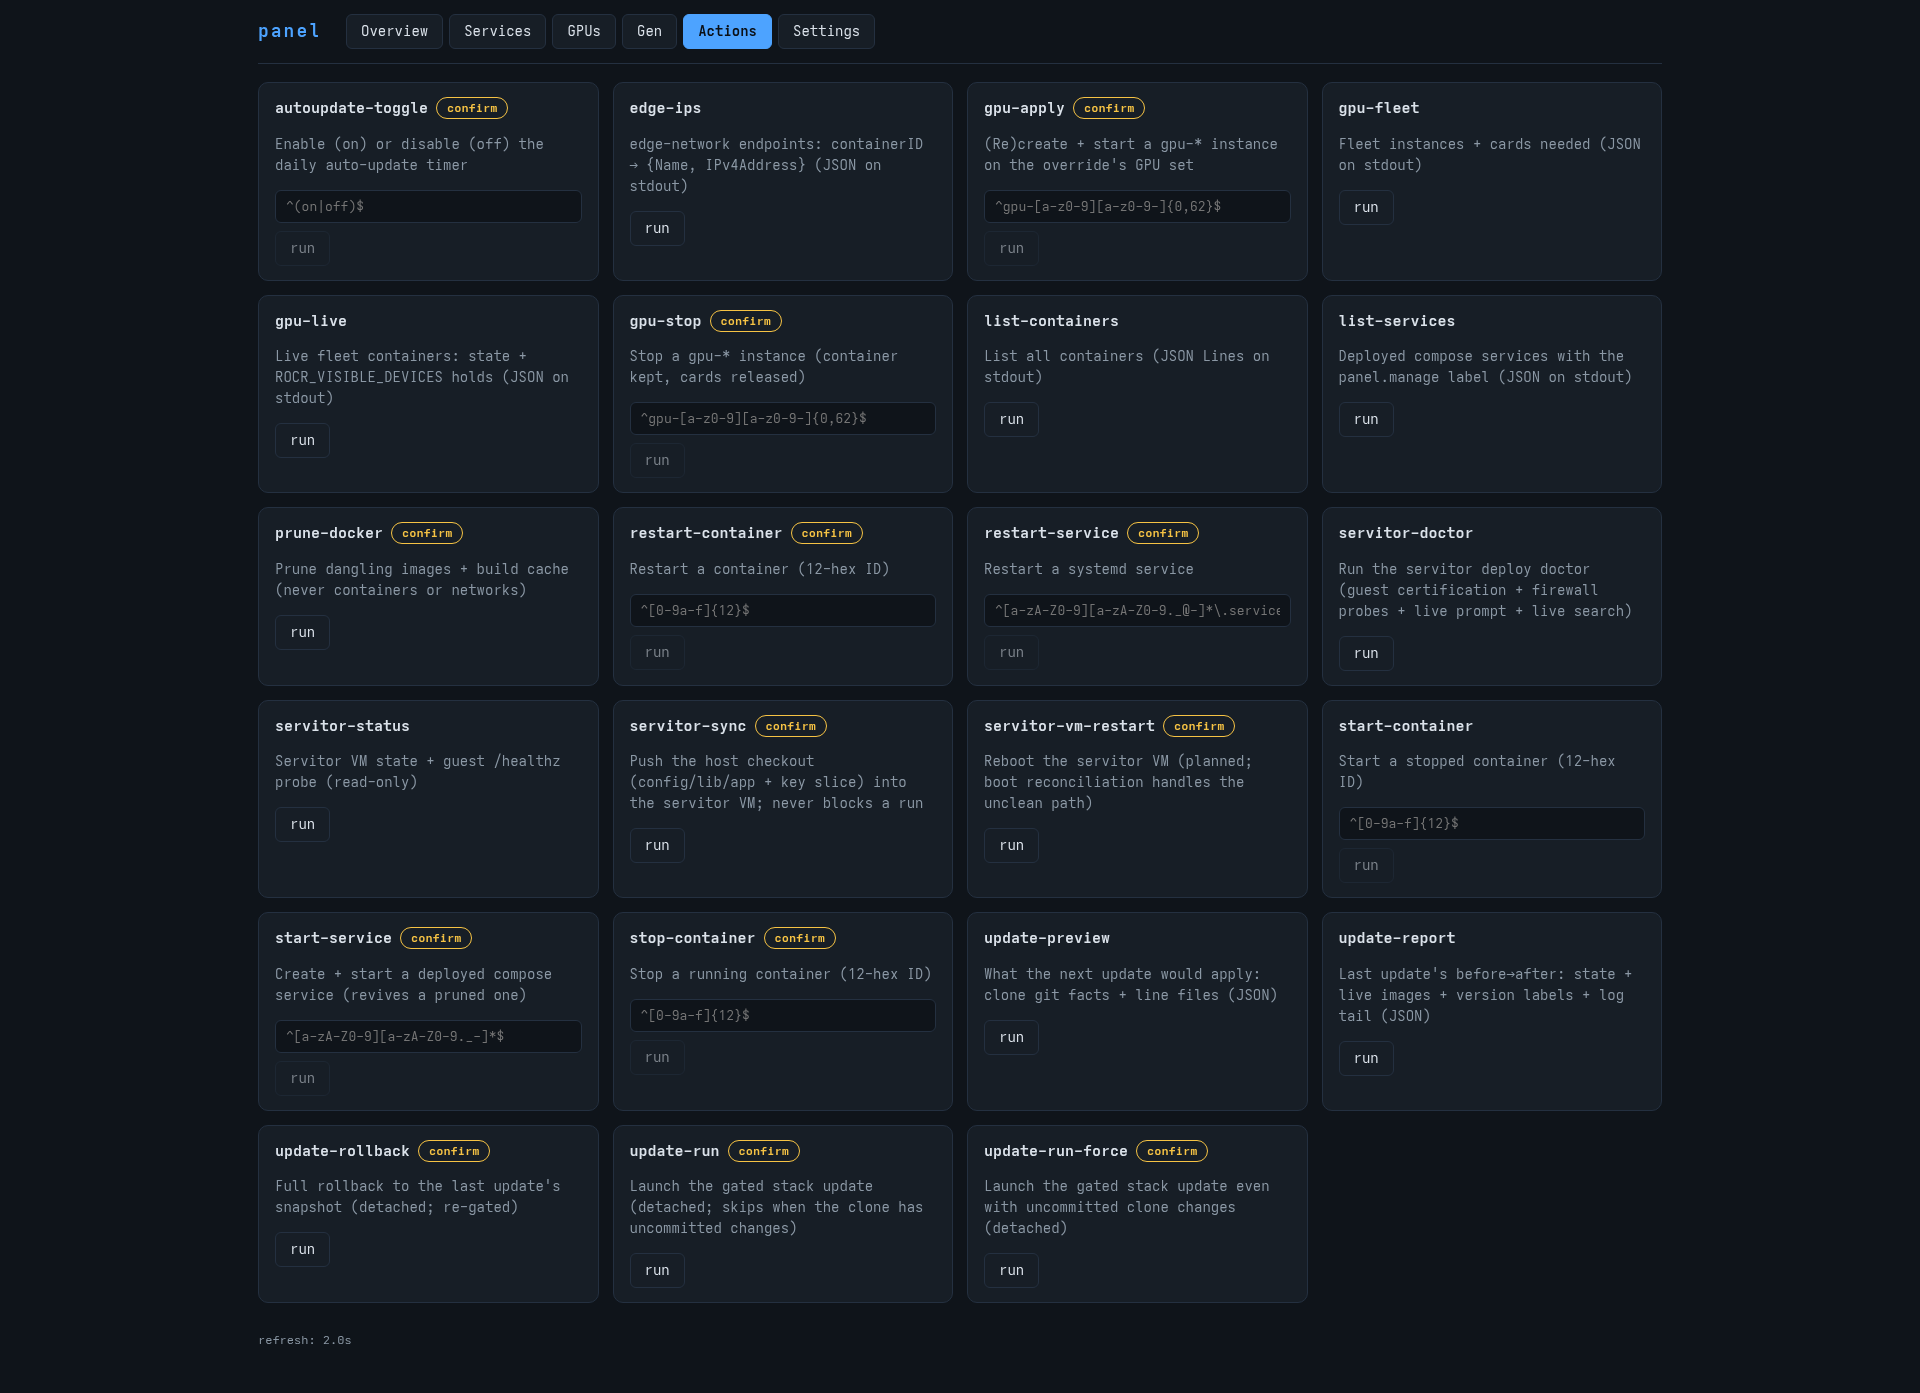 panel
Overview
Services
GPUs
Gen
Actions
Settings
autoupdate-toggle confirm
Enable (on) or disable (off) the
daily auto-update timer
^(on|off)$
run
edge-ips
edge-network endpoints: containerID
→ {Name, IPv4Address} (JSON on
stdout)
run
gpu-apply confirm
(Re)create + start a gpu-* instance
on the override's GPU set
^gpu-[a-z0-9][a-z0-9-]{0,62}$
run
gpu-fleet
Fleet instances + cards needed (JSON
on stdout)
run
gpu-live
Live fleet containers: state +
ROCR_VISIBLE_DEVICES holds (JSON on
stdout)
run
gpu-stop confirm
Stop a gpu-* instance (container
kept, cards released)
^gpu-[a-z0-9][a-z0-9-]{0,62}$
run
list-containers
List all containers (JSON Lines on
stdout)
run
list-services
Deployed compose services with the
panel.manage label (JSON on stdout)
run
prune-docker confirm
Prune dangling images + build cache
(never containers or networks)
run
restart-container confirm
Restart a container (12-hex ID)
^[0-9a-f]{12}$
run
restart-service confirm
Restart a systemd service
^[a-zA-Z0-9][a-zA-Z0-9._@-]*\.service
run
servitor-doctor
Run the servitor deploy doctor
(guest certification + firewall
probes + live prompt + live search)
run
servitor-status
Servitor VM state + guest /healthz
probe (read-only)
run
servitor-sync confirm
Push the host checkout
(config/lib/app + key slice) into
the servitor VM; never blocks a run
run
servitor-vm-restart confirm
Reboot the servitor VM (planned;
boot reconciliation handles the
unclean path)
run
start-container
Start a stopped container (12-hex
ID)
^[0-9a-f]{12}$
run
start-service confirm
Create + start a deployed compose
service (revives a pruned one)
^[a-zA-Z0-9][a-zA-Z0-9._-]*$
run
stop-container confirm
Stop a running container (12-hex ID)
^[0-9a-f]{12}$
run
update-preview
What the next update would apply:
clone git facts + line files (JSON)
run
update-report
Last update's before→after: state +
live images + version labels + log
tail (JSON)
run
update-rollback confirm
Full rollback to the last update's
snapshot (detached; re-gated)
run
update-run confirm
Launch the gated stack update
(detached; skips when the clone has
uncommitted changes)
run
update-run-force confirm
Launch the gated stack update even
with uncommitted clone changes
(detached)
run
refresh: 2.0s